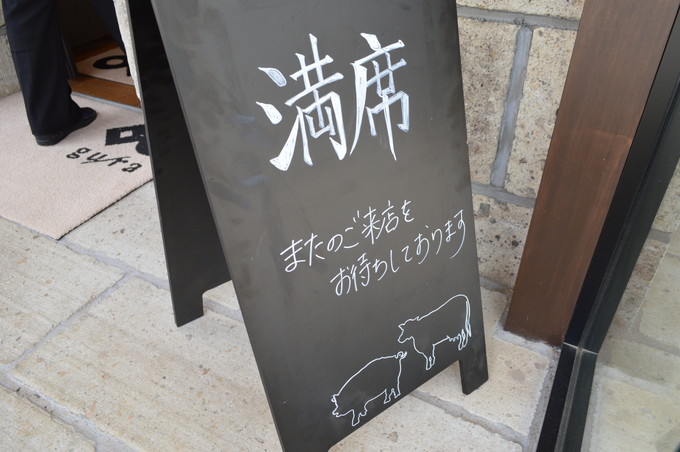 満席
またのご来店を
お待ちしております